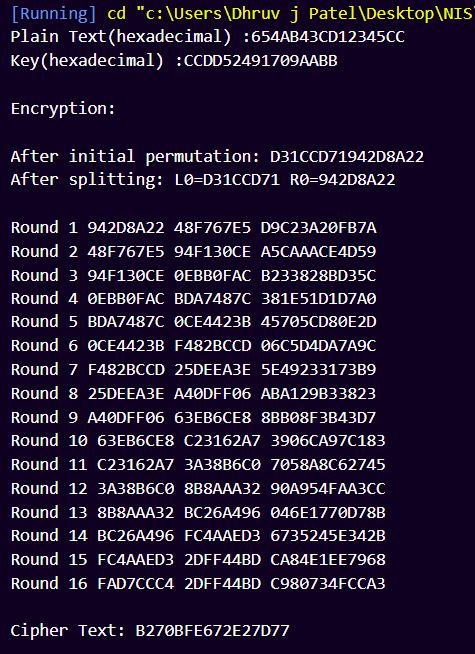 [Running] cd "c:\Users\Dhruv j Patel\Desktop\NIS\
Plain Text(hexadecimal) :654AB43CD12345CC
Key(hexadecimal) :CCDD52491709AABB
Encryption:
After initial permutation: D31CCD71942D8A22
After splitting: L0=D31CCD71 R0=942D8A22
Round 1 942D8A22 48F767E5 D9C23A20FB7A
Round 2 48F767E5 94F130CE A5CAAACE4D59
Round 3 94F130CE 0EBB0FAC B233828BD35C
Round 4 0EBB0FAC BDA7487C 381E51D1D7A0
Round 5 BDA7487C 0CE4423B 45705CD80E2D
Round 6 0CE4423B F482BCCD 06C5D4DA7A9C
Round 7 F482BCCD 25DEEA3E 5E49233173B9
Round 8 25DEEA3E A40DFF06 ABA129B33823
Round 9 A40DFF06 63EB6CE8 8BB08F3B43D7
Round 10 63EB6CE8 C23162A7 3906CA97C183
Round 11 C23162A7 3A38B6C0 7058A8C62745
Round 12 3A38B6C0 8B8AAA32 90A954FAA3CC
Round 13 8B8AAA32 BC26A496 046E1770D78B
Round 14 BC26A496 FC4AAED3 6735245E342B
Round 15 FC4AAED3 2DFF44BD CA84E1EE7968
Round 16 FAD7CCC4 2DFF44BD C980734FCCA3
Cipher Text: B270BFE672E27D77